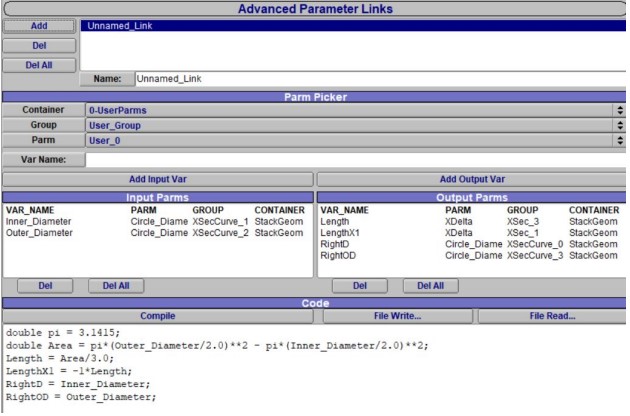 Advanced Parameter Links
Add
Unnamed_Link
Del
Del All
Name: Unnamed_Link
Parm Picker
Container 0-UserParms
Group User_Group
Parm User_0
Var Name:
Add Input Var Add Output Var
Input Parms
VAR_NAME PARM GROUP CONTAINER
Inner_Diameter Circle_Diame XSecCurve_1 StackGeom
Outer_Diameter Circle_Diame XSecCurve_2 StackGeom
Del Del All
Output Parms
VAR_NAME PARM GROUP CONTAINER
Length XDelta XSec_3 StackGeom
LengthX1 XDelta XSec_1 StackGeom
RightD Circle_Diame XSecCurve_0 StackGeom
RightOD Circle_Diame XSecCurve_3 StackGeom
Del Del All
Code
Compile File Write... File Read...
double pi = 3.1415;
double Area = pi*(Outer_Diameter/2.0)**2 - pi*(Inner_Diameter/2.0)**2;
Length = Area/3.0;
LengthX1 = -1*Length;
RightD = Inner_Diameter;
RightOD = Outer_Diameter;